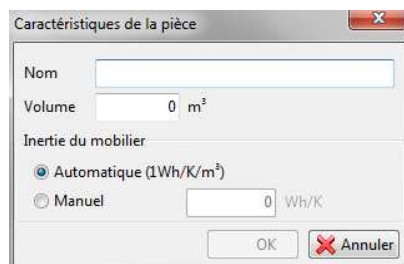 Caractéristiques de la pièce
Nom
Volume 0 m³
Inertie du mobilier
Automatique (1Wh/K/m³)
Manuel 0 Wh/K
OK Annuler